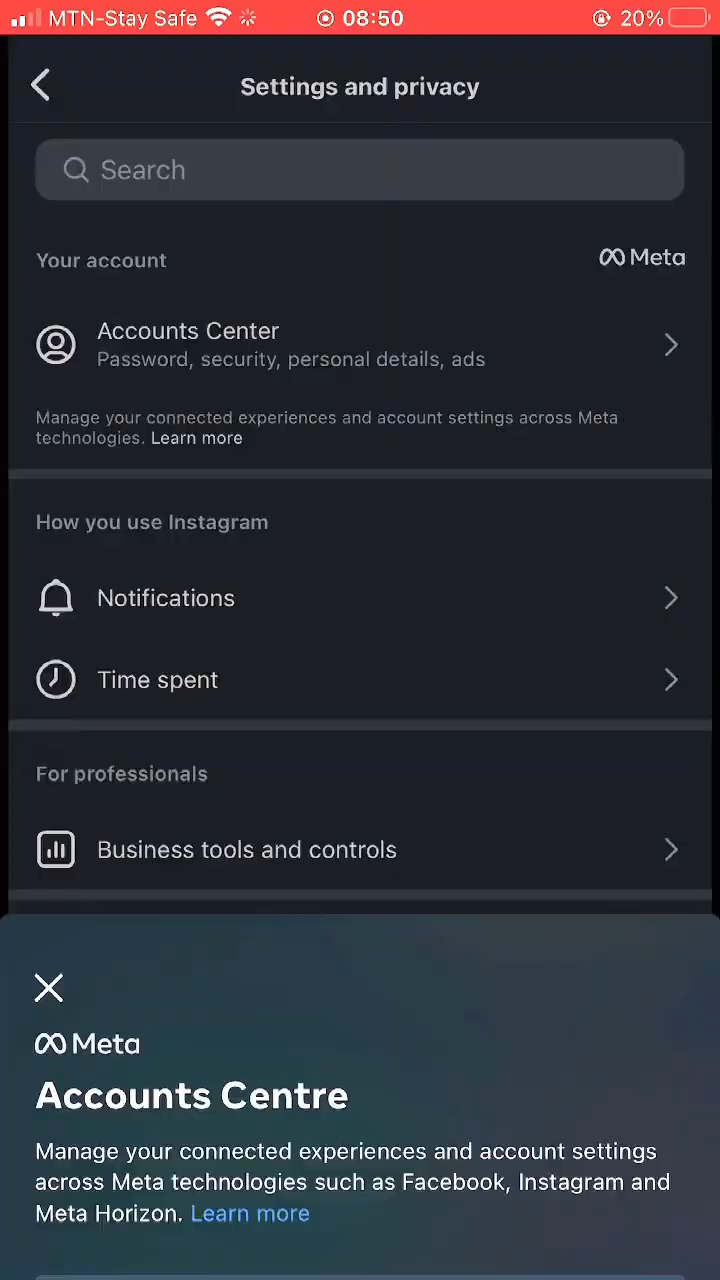 MTN-Stay Safe 08:50 20%
Settings and privacy
Search
Your account
Meta
Accounts Center
Password, security, personal details, ads
Manage your connected experiences and account settings across Meta
technologies. Learn more
How you use Instagram
Notifications
Time spent
For professionals
Business tools and controls
Meta
Accounts Centre
Manage your connected experiences and account settings
across Meta technologies such as Facebook, Instagram and
Meta Horizon. Learn more